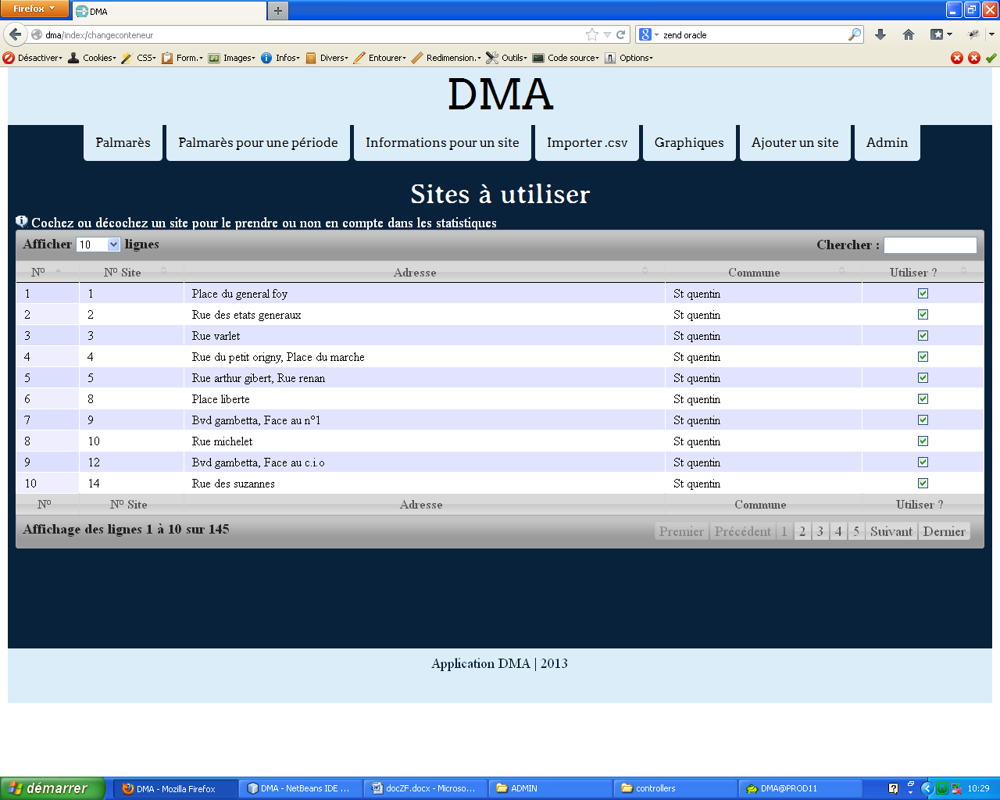 Firefox
DMA
dma/index/changeconteneur
zend oracle
Désactiver
Cookies
CSS
Form.
Images
Infos
Divers
Entourer
Redimension.
Outils
Code source
Options
DMA
Palmarès
Palmarès pour une période
Informations pour un site
Importer .csv
Graphiques
Ajouter un site
Admin
Sites à utiliser
Cochez ou décochez un site pour le prendre ou non en compte dans les statistiques
Afficher 10 lignes
Chercher :
N° N° Site Adresse Commune Utiliser ?
1 1 Place du general foy St quentin
2 2 Rue des etats generaux St quentin
3 3 Rue varlet St quentin
4 4 Rue du petit origny, Place du marche St quentin
5 5 Rue arthur gibert, Rue renan St quentin
6 8 Place liberte St quentin
7 9 Bvd gambetta, Face au n°1 St quentin
8 10 Rue michelet St quentin
9 12 Bvd gambetta, Face au c.i.o St quentin
10 14 Rue des suzannes St quentin
N° N° Site Adresse Commune Utiliser ?
Affichage des lignes 1 à 10 sur 145
Premier Précédent 1 2 3 4 5 Suivant Dernier
Application DMA | 2013
démarrer
DMA - Mozilla Firefox
DMA - NetBeans IDE ...
docZF.docx - Microso...
ADMIN
controllers
DMA@PROD11
10:29